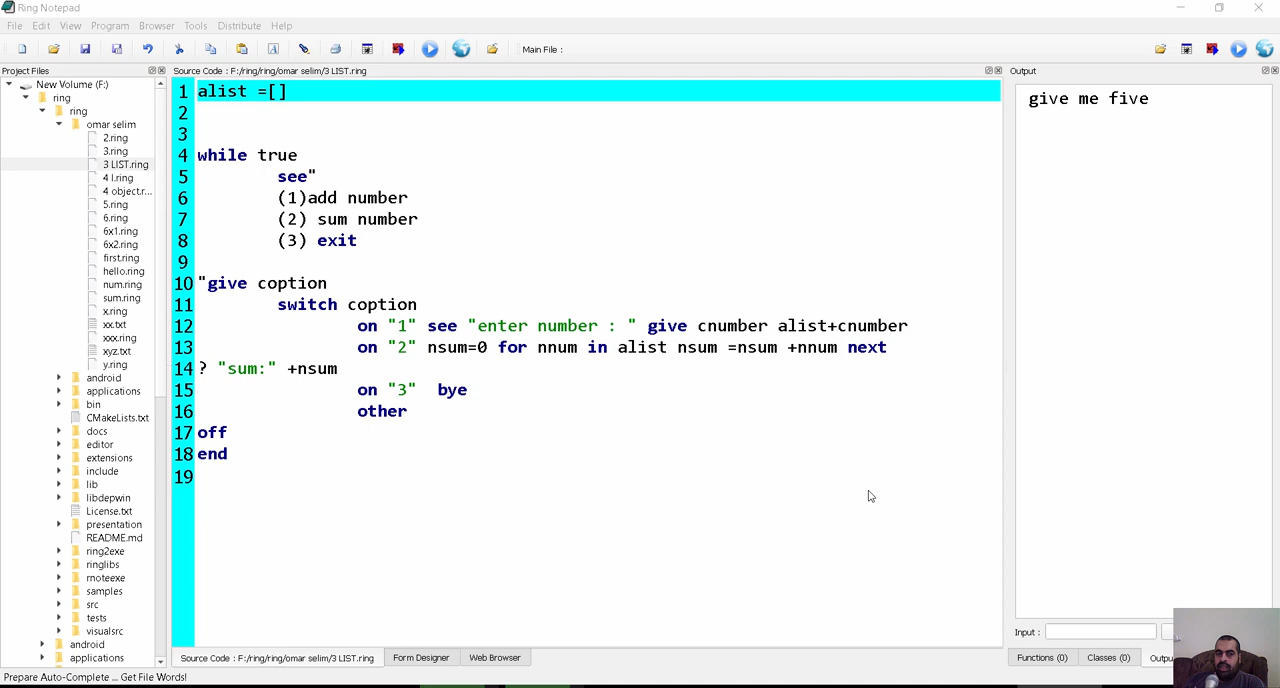 Ring Notepad
File Edit View Program Browser Tools Distribute Help
Main File :
Project Files
Source Code : F:/ring/ring/omar selim/3 LIST.ring
Output
New Volume (F:)
ring
ring
omar selim
2.ring
3.ring
3 LIST.ring
4 l.ring
4 object.r...
5.ring
6.ring
6x1.ring
6x2.ring
first.ring
hello.ring
num.ring
sum.ring
x.ring
xx.txt
xxx.ring
xyz.txt
y.ring
android
applications
bin
CMakeLists.txt
docs
editor
extensions
include
lib
libdepwin
License.txt
presentation
README.md
ring2exe
ringlibs
rnoteexe
samples
src
tests
visualsrc
android
applications
1 alist =[]
2
3
4 while true
5 see"
6 (1)add number
7 (2) sum number
8 (3) exit
9
10 "give coption
11 switch coption
12 on "1" see "enter number : " give cnumber alist+cnumber
13 on "2" nsum=0 for nnum in alist nsum =nsum +nnum next
14 ? "sum:" +nsum
15 on "3" bye
16 other
17 off
18 end
19
give me five
Input :
Source Code : F:/ring/ring/omar selim/3 LIST.ring Form Designer Web Browser
Functions (0) Classes (0)
Prepare Auto-Complete ... Get File Words!